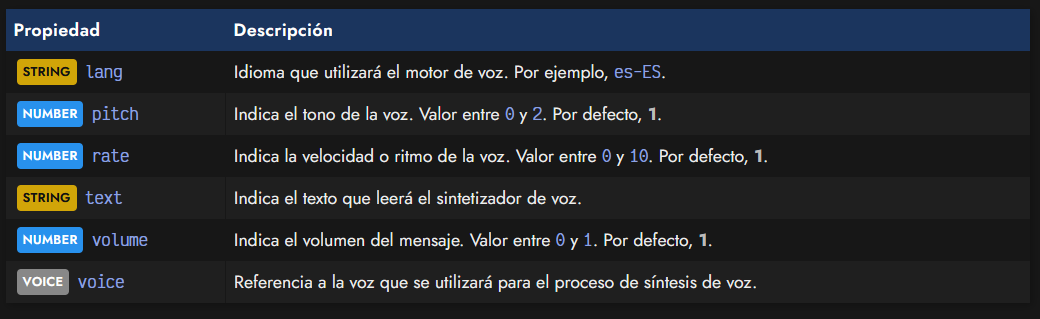 Propiedad Descripción
STRING lang Idioma que utilizará el motor de voz. Por ejemplo, es-ES.
NUMBER pitch Indica el tono de la voz. Valor entre 0 y 2. Por defecto, 1.
NUMBER rate Indica la velocidad o ritmo de la voz. Valor entre 0 y 10. Por defecto, 1.
STRING text Indica el texto que leerá el sintetizador de voz.
NUMBER volume Indica el volumen del mensaje. Valor entre 0 y 1. Por defecto, 1.
VOICE voice Referencia a la voz que se utilizará para el proceso de síntesis de voz.